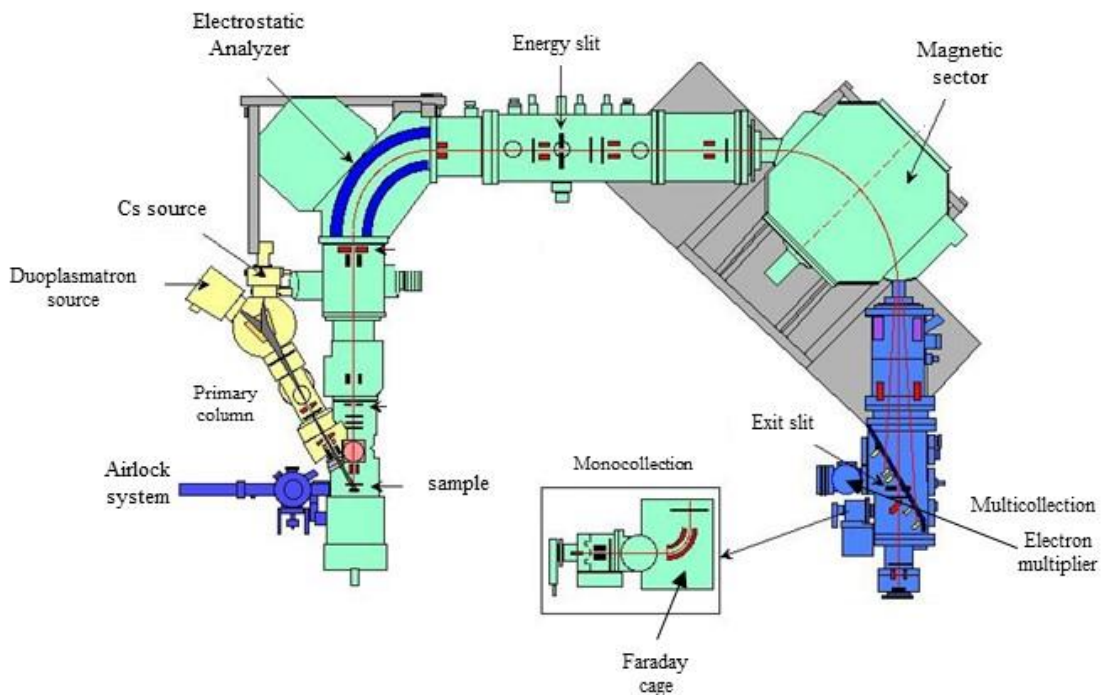 Electrostatic
Analyzer
Energy slit
Magnetic
sector
Cs source
Duoplasmatron
source
Primary
column
Airlock
system
sample
Monocollection
Exit slit
Multicollection
Electron
multiplier
Faraday
cage